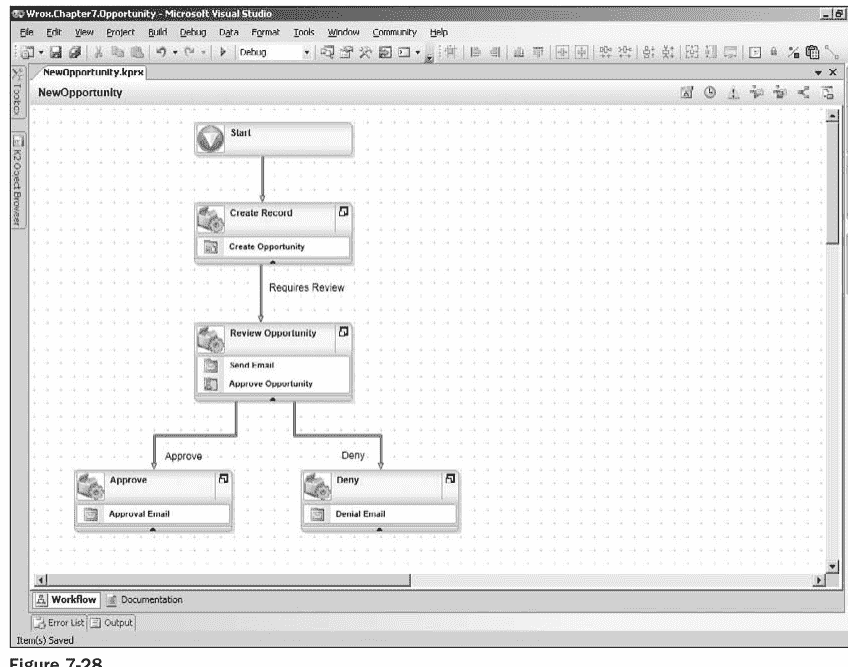 Wrox.Chapter7.Opportunity - Microsoft Visual Studio
File Edit View Project Build Debug Data Format Tools Window Community Help
Debug
NewOpportunity.kprx
NewOpportunity
Toolbox
K2 Object Browser
Start
Create Record
Create Opportunity
Requires Review
Review Opportunity
Send Email
Approve Opportunity
Approve
Deny
Approve
Deny
Approval Email
Denial Email
Workflow Documentation
Error List Output
Item(s) Saved
Figure 7-28